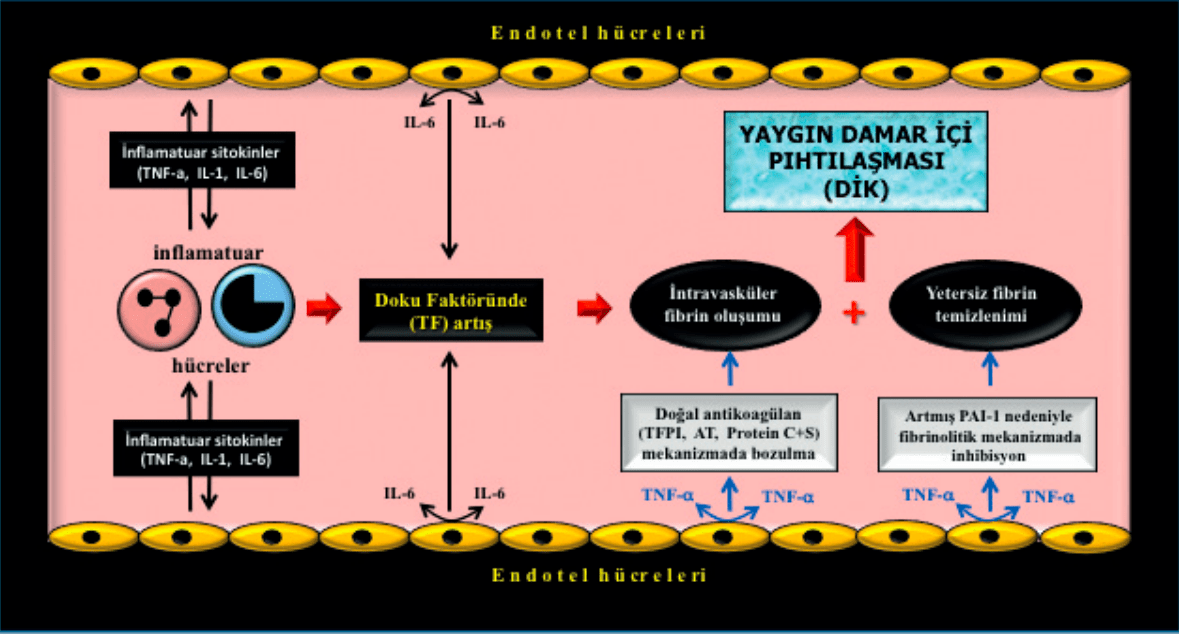 Endotel hücreleri
IL-6 IL-6
İnflamatuar sitokinler
(TNF-a, IL-1, IL-6)
YAYGIN DAMAR İÇİ
PIHTILAŞMASI
(DİK)
inflamatuar
hücreler
Doku Faktöründe
(TF) artış
İntravasküler
fibrin oluşumu
+
Yetersiz fibrin
temizlenimi
İnflamatuar sitokinler
(TNF-a, IL-1, IL-6)
Doğal antikoagülan
(TFPI, AT, Protein C+S)
mekanizmada bozulma
Artmış PAI-1 nedeniyle
fibrinolitik mekanizmada
inhibisyon
IL-6 IL-6
TNF-α TNF-α
TNF-α TNF-α
Endotel hücreleri